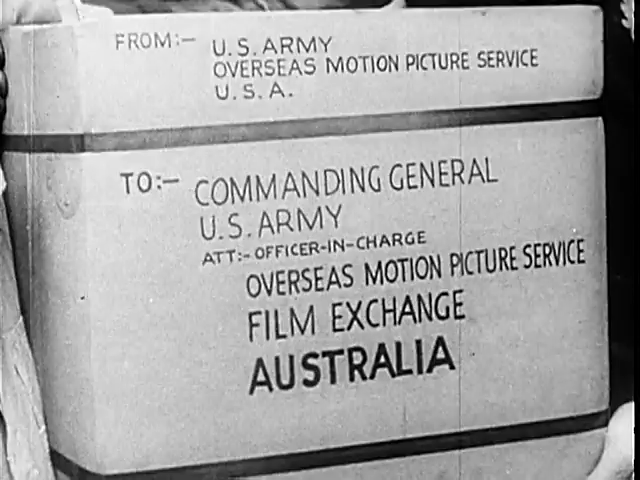 FROM:- U.S. ARMY
OVERSEAS MOTION PICTURE SERVICE
U.S.A.
TO:- COMMANDING GENERAL
U.S. ARMY
ATT:- OFFICER-IN-CHARGE
OVERSEAS MOTION PICTURE SERVICE
FILM EXCHANGE
AUSTRALIA